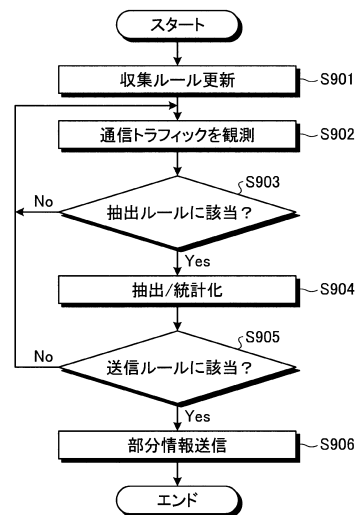 スタート
収集ルール更新
S901
通信トラフィックを観測
S902
S903
抽出ルールに該当？
No
Yes
抽出/統計化
S904
S905
送信ルールに該当？
No
Yes
部分情報送信
S906
エンド